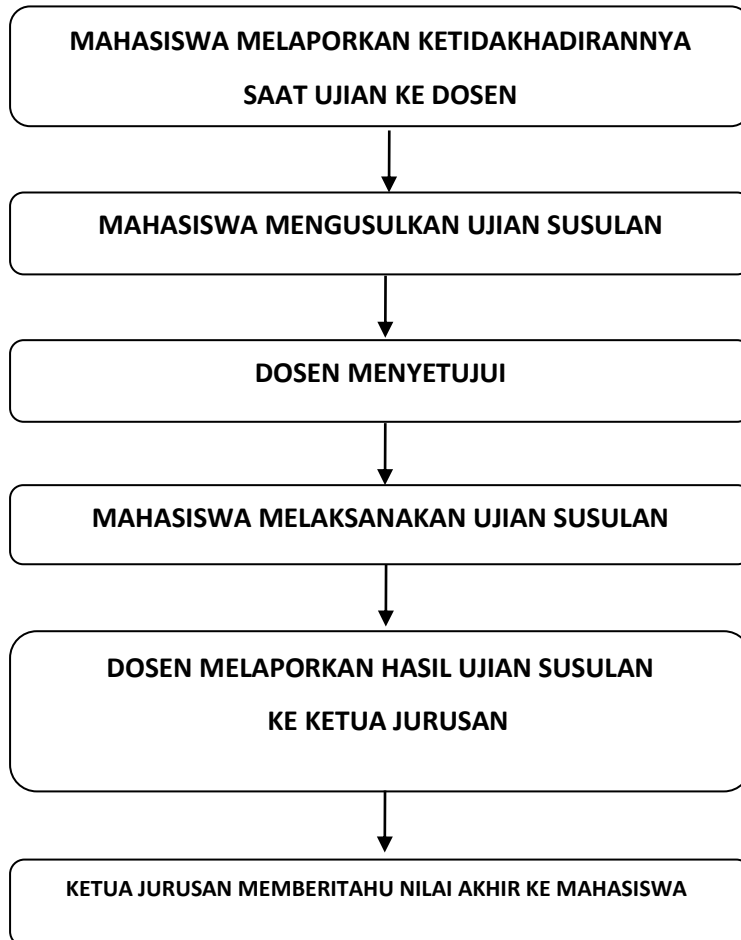 MAHASISWA MELAPORKAN KETIDAKHADIRANNYA
SAAT UJIAN KE DOSEN
MAHASISWA MENGUSULKAN UJIAN SUSULAN
DOSEN MENYETUJUI
MAHASISWA MELAKSANAKAN UJIAN SUSULAN
DOSEN MELAPORKAN HASIL UJIAN SUSULAN
KE KETUA JURUSAN
KETUA JURUSAN MEMBERITAHU NILAI AKHIR KE MAHASISWA